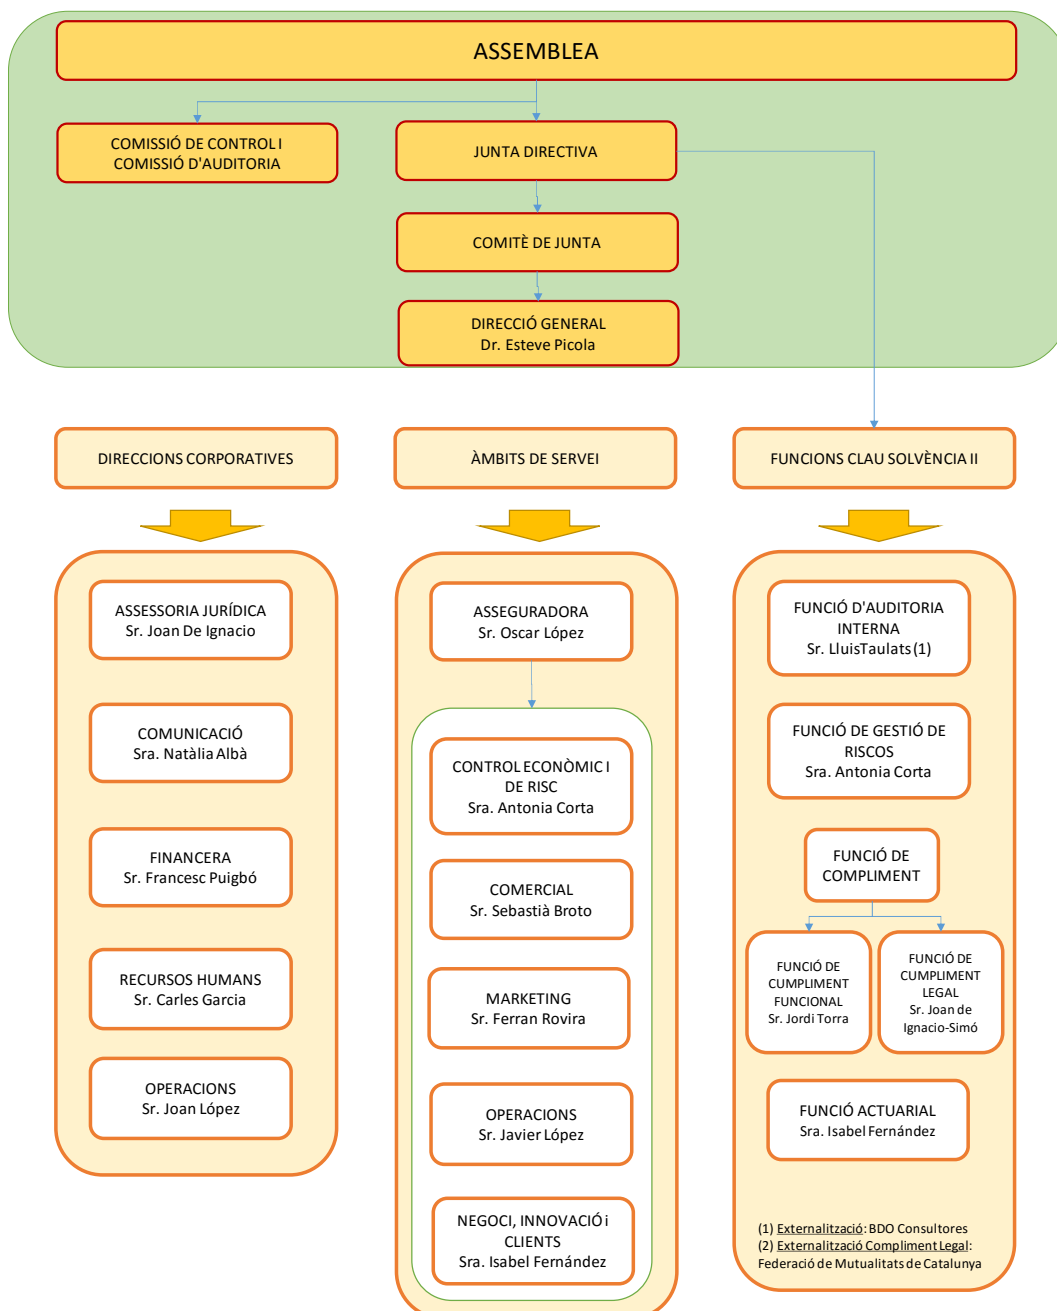 ASSEMBLEA
COMISSIÓ DE CONTROL I
COMISSIÓ D'AUDITORIA
JUNTA DIRECTIVA
COMITÈ DE JUNTA
DIRECCIÓ GENERAL
Dr. Esteve Picola
DIRECCIONS CORPORATIVES
ÀMBITS DE SERVEI
FUNCIONS CLAU SOLVÈNCIA II
ASSESSORIA JURÍDICA
Sr. Joan De Ignacio
COMUNICACIÓ
Sra. Natàlia Albà
FINANCERA
Sr. Francesc Puigbó
RECURSOS HUMANS
Sr. Carles Garcia
OPERACIONS
Sr. Joan López
ASSEGURADORA
Sr. Oscar López
CONTROL ECONÒMIC I
DE RISC
Sra. Antonia Corta
COMERCIAL
Sr. Sebastià Broto
MARKETING
Sr. Ferran Rovira
OPERACIONS
Sr. Javier López
NEGOCI, INNOVACIÓ i
CLIENTS
Sra. Isabel Fernández
FUNCIÓ D'AUDITORIA
INTERNA
Sr. LluisTaulats (1)
FUNCIÓ DE GESTIÓ DE
RISCOS
Sra. Antonia Corta
FUNCIÓ DE
COMPLIMENT
FUNCIÓ DE
CUMPLIMENT
FUNCIONAL
Sr. Jordi Torra
FUNCIÓ DE
CUMPLIMENT
LEGAL
Sr. Joan de
Ignacio-Simó
FUNCIÓ ACTUARIAL
Sra. Isabel Fernández
(1) Externalització: BDO Consultores
(2) Externalització Compliment Legal:
Federació de Mutualitats de Catalunya